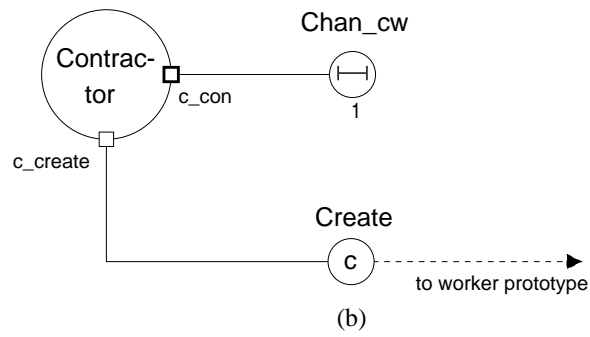 Chan_cw
Contrac-
tor
c_con
1
c_create
Create
c
to worker prototype
(b)